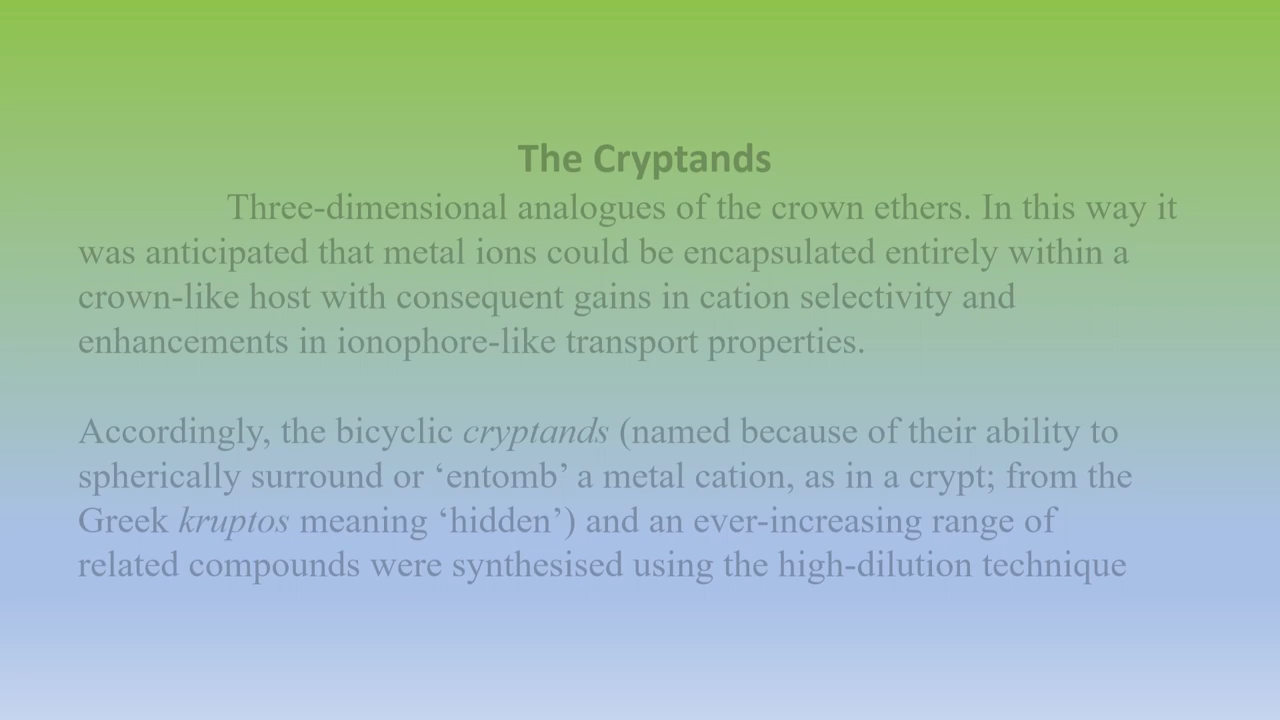 The Cryptands
Three-dimensional analogues of the crown ethers. In this way it
was anticipated that metal ions could be encapsulated entirely within a
crown-like host with consequent gains in cation selectivity and
enhancements in ionophore-like transport properties.
Accordingly, the bicyclic cryptands (named because of their ability to
spherically surround or ‘entomb’ a metal cation, as in a crypt; from the
Greek kruptos meaning ‘hidden’) and an ever-increasing range of
related compounds were synthesised using the high-dilution technique